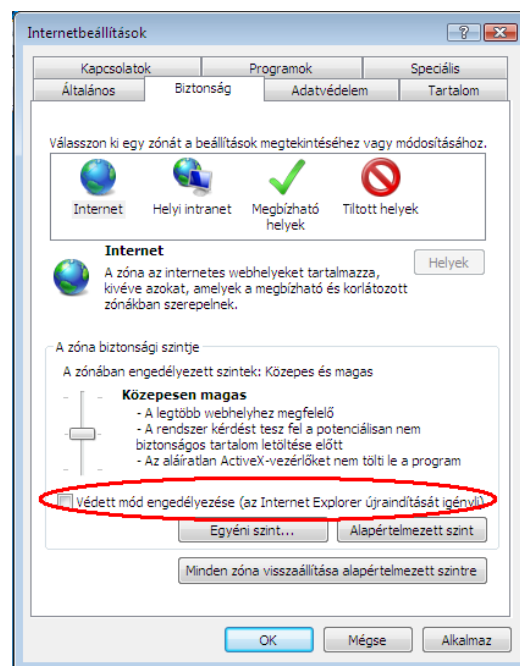 Internetbeállítások
Kapcsolatok Programok Speciális
Általános Biztonság Adatvédelem Tartalom
Válasszon ki egy zónát a beállítások megtekintéséhez vagy módosításához.
Internet Helyi intranet Megbízható helyek Tiltott helyek
Internet
Helyek
A zóna az internetes webhelyeket tartalmazza,
kivéve azokat, amelyek a megbízható és korlátozott
zónákban szerepelnek.
A zóna biztonsági szintje
A zónában engedélyezett szintek: Közepes és magas
Közepesen magas
- A legtöbb webhelyhez megfelelő
- A rendszer kérdést tesz fel a potenciálisan nem
biztonságos tartalom letöltése előtt
- Az aláíratlan ActiveX-vezérlőket nem tölti le a program
Védett mód engedélyezése (az Internet Explorer újraindítását igényli)
Egyéni szint... Alapértelmezett szint
Minden zóna visszaállítása alapértelmezett szintre
OK Mégse Alkalmaz